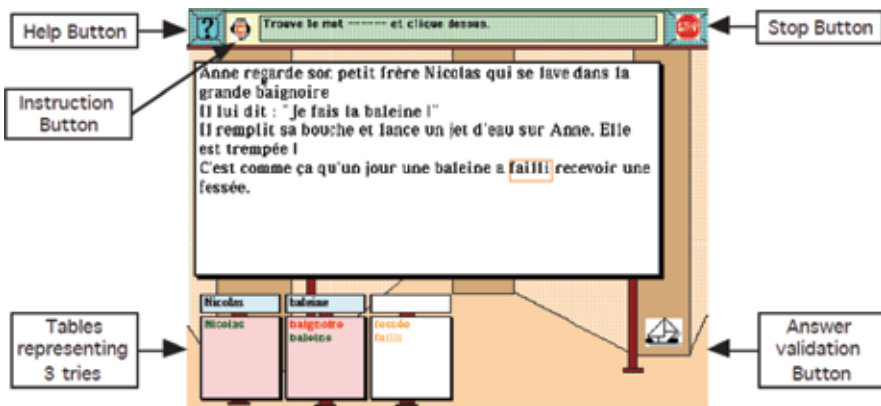 Help Button
?
Trouve le mot ------ et clique dessus.
STOP
Stop Button
Instruction
Button
Anne regarde son petit frère Nicolas qui se lave dans la
grande baignoire
Il lui dit : "Je fais la baleine !"
Il remplit sa bouche et lance un jet d'eau sur Anne. Elle
est trempée !
C'est comme ça qu'un jour une baleine a failli recevoir une
fessée.
Tables
representing
3 tries
Nicolas
baleine
Nicolas
baignoire
baleine
fessée
failli
Answer
validation
Button